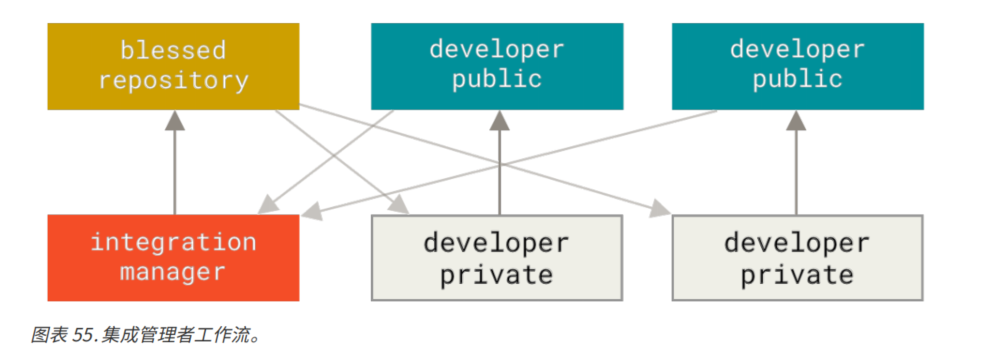 blessed
repository
developer
public
developer
public
integration
manager
developer
private
developer
private
图表 55. 集成管理者工作流。